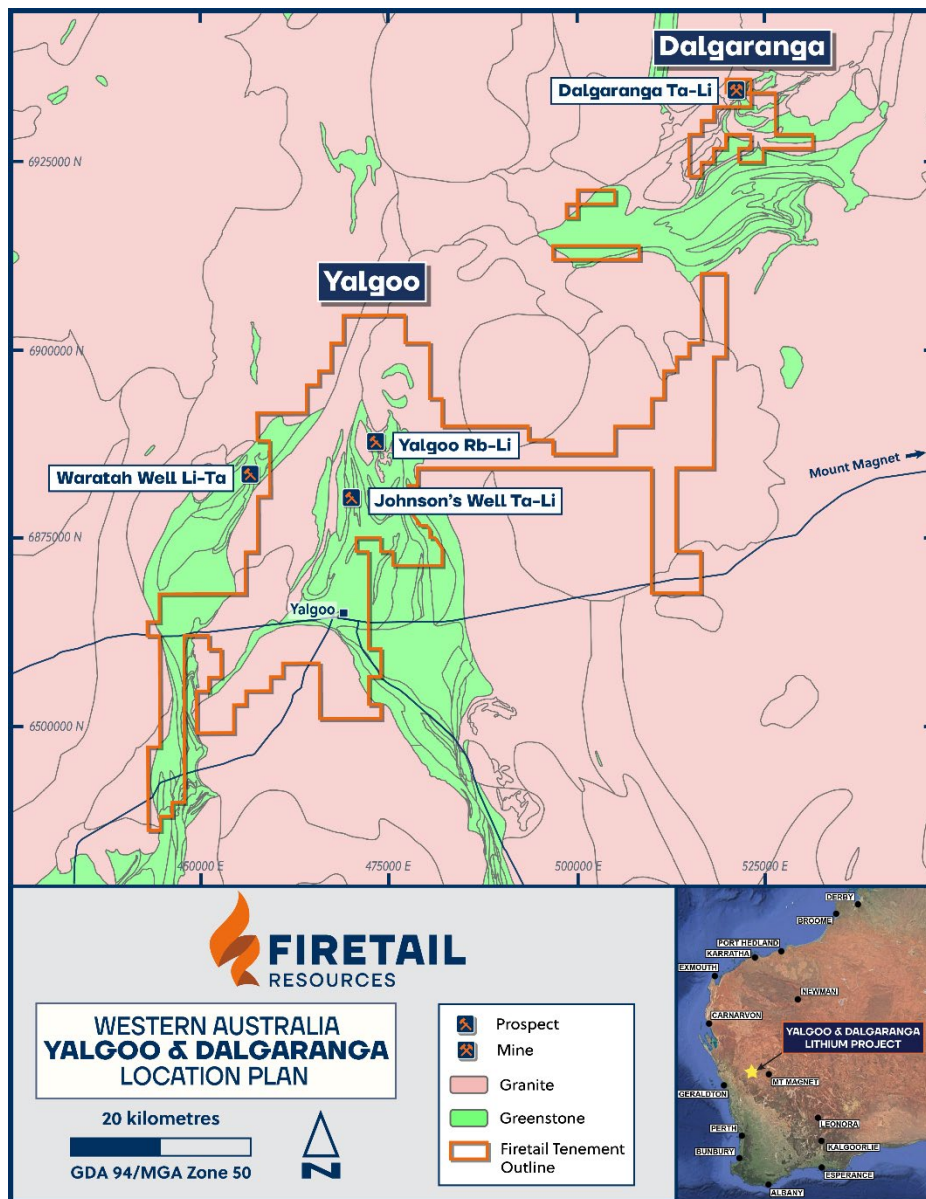 Dalgaranga
Dalgaranga Ta-Li
6925000 N
Yalgoo
6900000 N
Yalgoo Rb-Li
Waratah Well Li-Ta
Mount Magnet
Johnson's Well Ta-Li
6875000 N
Yalgoo
6500000 N
450000 E
475000 E
500000 E
525000 E
FIRETAIL
RESOURCES
WESTERN AUSTRALIA
YALGOO & DALGARANGA
LOCATION PLAN
20 kilometres
GDA 94/MGA Zone 50
N
Prospect
Mine
Granite
Greenstone
Firetail Tenement
Outline
DERBY
BROOME
PORT HEDLAND
KARRATHA
EXMOUTH
NEWMAN
CARNARVON
YALGOO & DALGARANGA
LITHIUM PROJECT
MT MAGNET
GERALDTON
LEONORA
PERTH
KALGOORLIE
BUNBURY
ESPERANCE
ALBANY